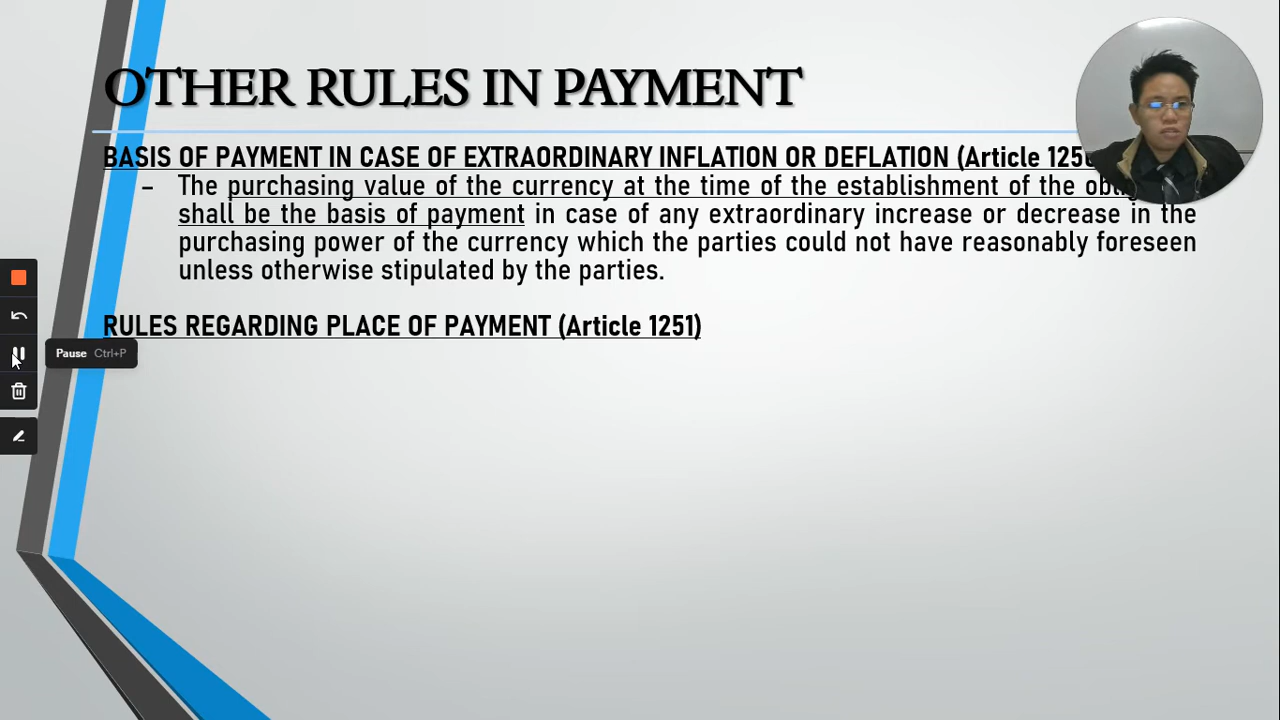 OTHER RULES IN PAYMENT
BASIS OF PAYMENT IN CASE OF EXTRAORDINARY INFLATION OR DEFLATION (Article
– The purchasing value of the currency at the time of the establishment of the
shall be the basis of payment in case of any extraordinary increase or decrease in the
purchasing power of the currency which the parties could not have reasonably foreseen
unless otherwise stipulated by the parties.
RULES REGARDING PLACE OF PAYMENT (Article 1251)
Pause Ctrl+P